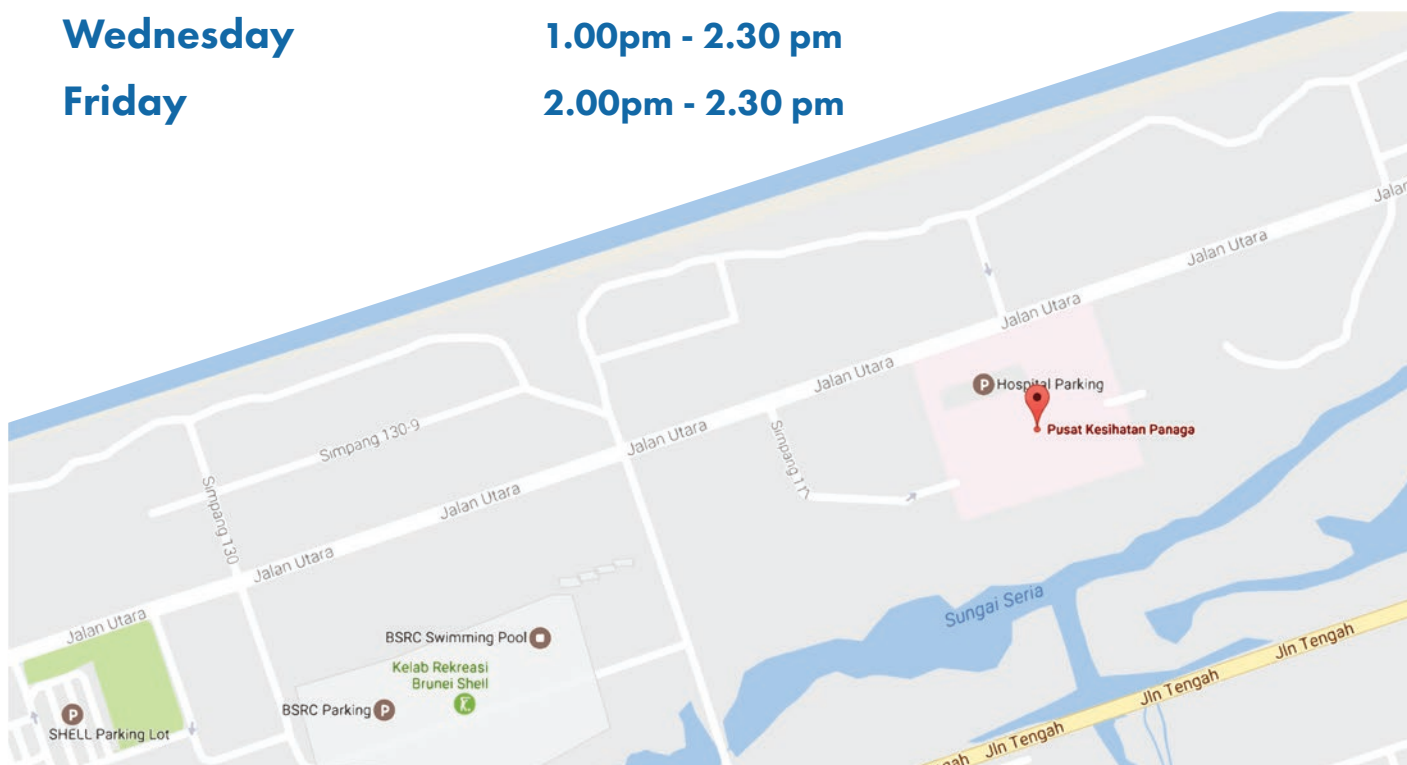 Wednesday 1.00pm - 2.30 pm
Friday 2.00pm - 2.30 pm
Jalan
Jalan Utara
Jalan Utara
Jalan Utara
Hospital Parking
Pusat Kesihatan Panaga
Jalan Utara
Simpang 130-9
Simpang 11
Simpang 130
Jalan Utara
Jalan Utara
Jalan Utara
Sungai Seria
BSRC Swimming Pool
Kelab Rekreasi
Brunei Shell
BSRC Parking
P
SHELL Parking Lot
P
P
Jln Tengah
Jln Tengah
Jln Tengah
ah